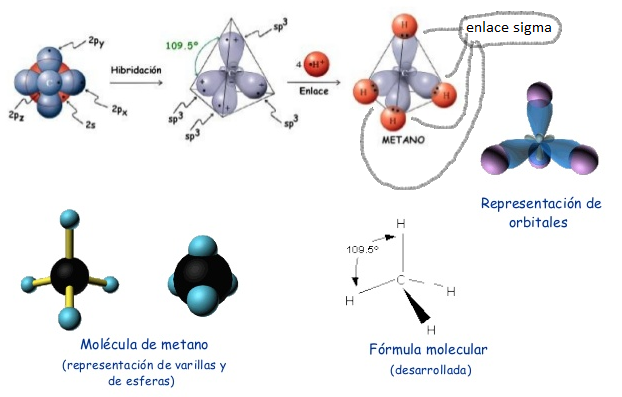 2py
C
2pz
2px
2s
Hibridación
sp3
109.5°
C
sp3
sp3
sp3
4 H+
Enlace
H
C
H
H
H
METANO
enlace sigma
Representación de
orbitales
Molécula de metano
(representación de varillas y
de esferas)
H
109.5º
C
H
H
H
Fórmula molecular
(desarrollada)